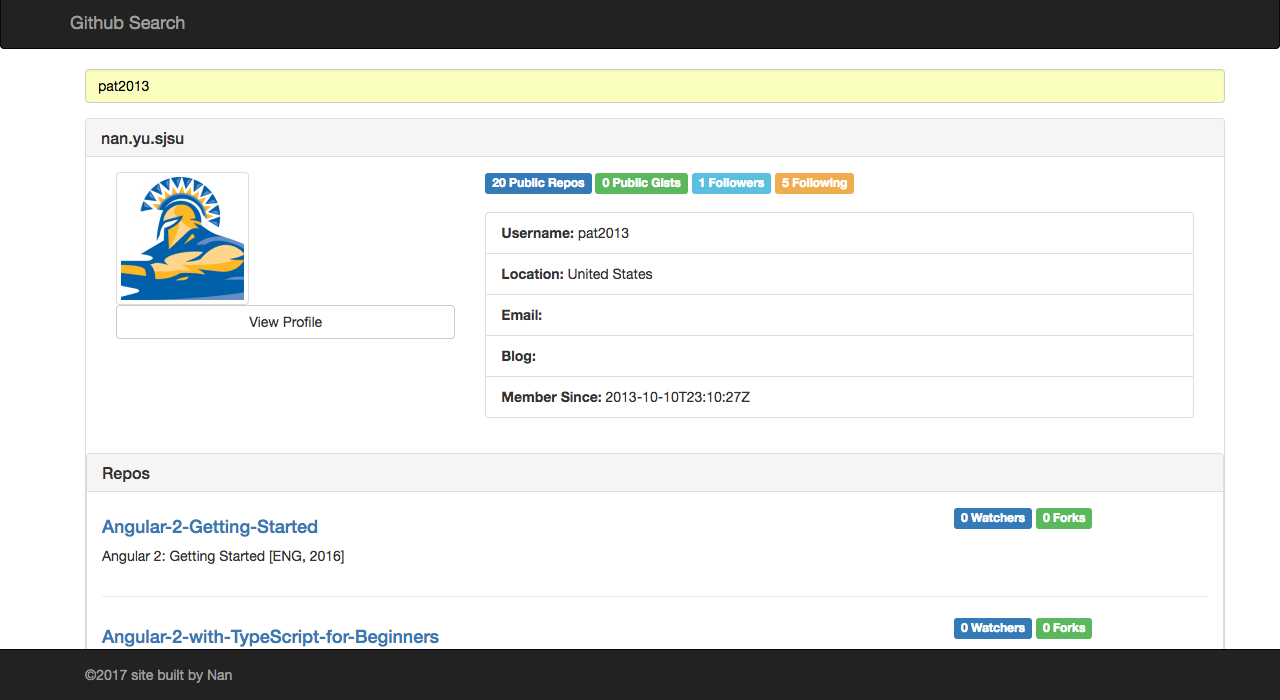 Github Search
pat2013
nan.yu.sjsu
20 Public Repos 0 Public Gists 1 Followers 5 Following
Username: pat2013
Location: United States
Email:
Blog:
Member Since: 2013-10-10T23:10:27Z
View Profile
Repos
Angular-2-Getting-Started
0 Watchers 0 Forks
Angular 2: Getting Started [ENG, 2016]
Angular-2-with-TypeScript-for-Beginners
0 Watchers 0 Forks
©2017 site built by Nan